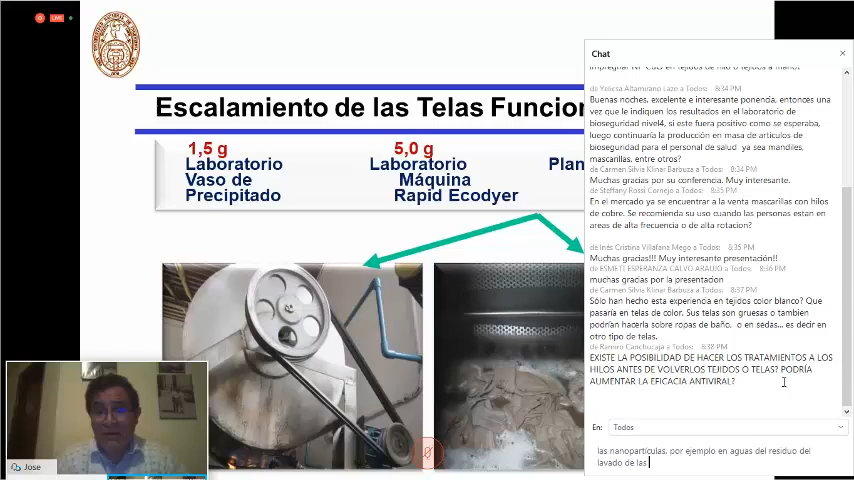 LIVE
Escalamiento de las Telas Funcion
1,5 g
Laboratorio
Vaso de
Precipitado
5,0 g
Laboratorio
Máquina
Rapid Ecodyer
Plan
Chat
de Yelicsa Altamirano Laze a Todos: 8:34 PM
Buenas noches, excelente e interesante ponencia, entonces una
vez que le indiquen los resultados en el laboratorio de
bioseguridad nivel4, si este fuera positivo como se esperaba,
luego continuaría la producción en masa de articulos de
bioseguridad para el personal de salud ya sea mandiles,
mascarillas, entre otros?
de Carmen Silvia Klinar Barbuza a Todos: 8:34 PM
Muchas gracias por su conferencia. Muy interesante.
de Steffany Rossi Cornejo a Todos: 8:35 PM
En el mercado ya se encuentrar a la venta mascarillas con hilos
de cobre. Se recomienda su uso cuando las personas estan en
areas de alta frecuencia o de alta rotacion?
de Inés Cristina Villafana Mego a Todos: 8:35 PM
Muchas gracias!!! Muy interesante presentación!!
de ESMETT ESPERANZA CALVO ARAUJO a Todos: 8:36 PM
muchas gracias por la presentacion
de Carmen Silvia Klinar Barbuza a Todos: 8:37 PM
Sólo han hecho esta experiencia en tejidos color blanco? Que
pasaría en telas de color. Sus telas son gruesas o tambien
podrían hacerla sobre ropas de baño, o en sedas... es decir en
otro tipo de telas.
de Ramiro Canchucaja a Todos: 8:38 PM
EXISTE LA POSIBILIDAD DE HACER LOS TRATAMIENTOS A LOS
HILOS ANTES DE VOLVERLOS TEJIDOS O TELAS? PODRÍA
AUMENTAR LA EFICACIA ANTIVIRAL?
En: Todos
las nanopartículas, por ejemplo en aguas del residuo del
lavado de las
Jose